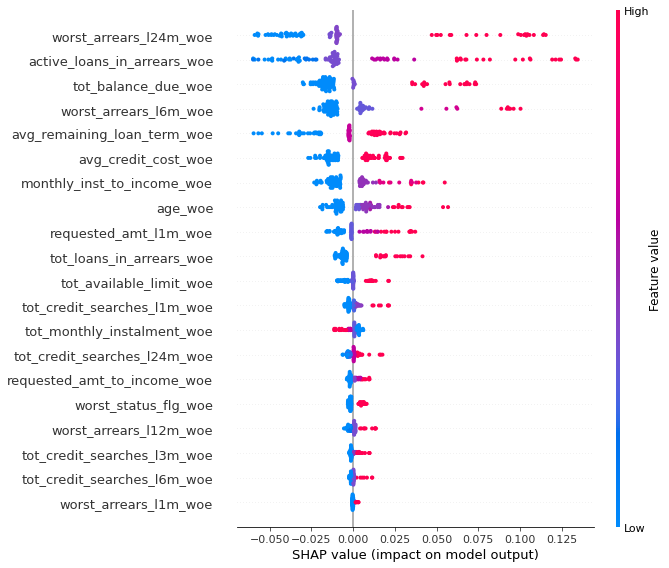 High
worst_arrears_l24m_woe
active_loans_in_arrears_woe
tot_balance_due_woe
worst_arrears_l6m_woe
avg_remaining_loan_term_woe
avg_credit_cost_woe
monthly_inst_to_income_woe
age_woe
requested_amt_l1m_woe
tot_loans_in_arrears_woe
tot_available_limit_woe
tot_credit_searches_l1m_woe
tot_monthly_instalment_woe
tot_credit_searches_l24m_woe
requested_amt_to_income_woe
worst_status_flg_woe
worst_arrears_l12m_woe
tot_credit_searches_l3m_woe
tot_credit_searches_l6m_woe
worst_arrears_l1m_woe
Feature value
Low
−0.050 −0.025 0.000 0.025 0.050 0.075 0.100 0.125
SHAP value (impact on model output)